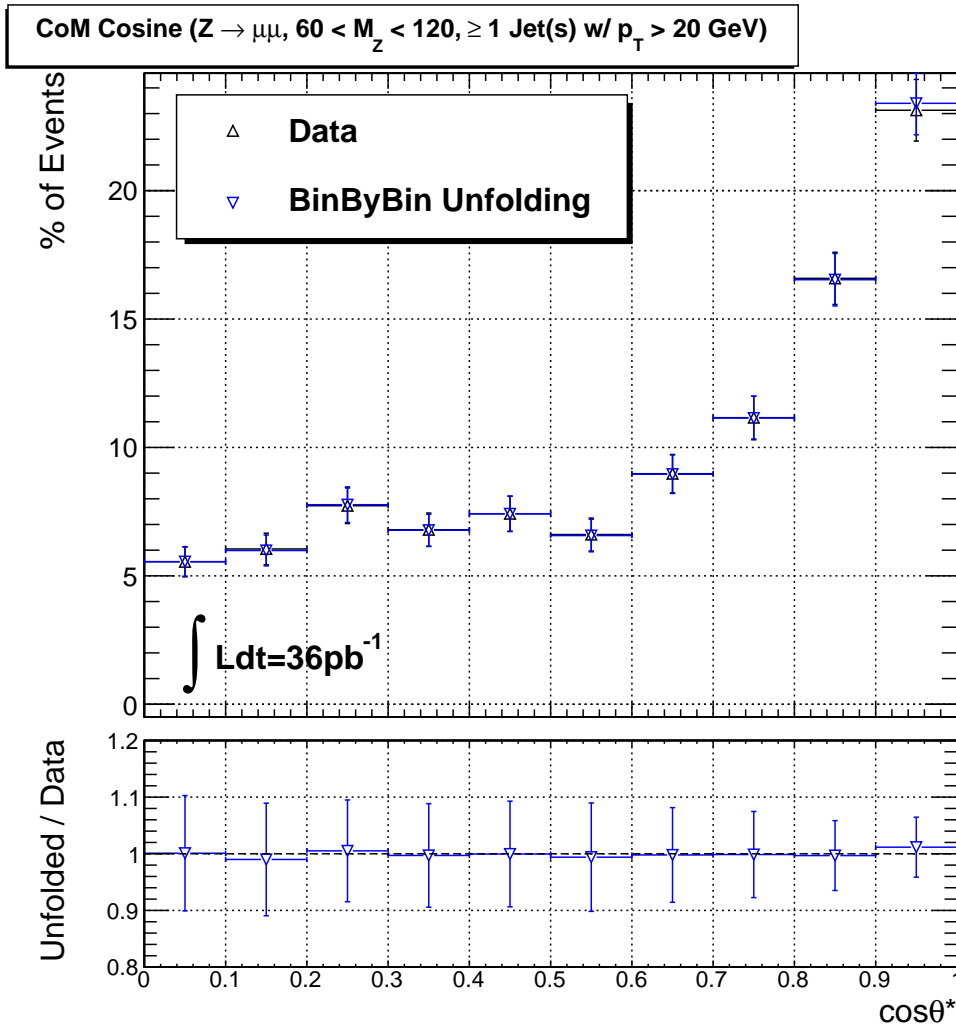 CoM Cosine (Z → μμ, 60 < M_Z < 120, ≥ 1 Jet(s) w/ p_T > 20 GeV)
% of Events
Data
BinByBin Unfolding
20
15
10
5
0
∫ Ldt=36pb^-1
Unfolded / Data
1.2
1.1
1
0.9
0.8
0 0.1 0.2 0.3 0.4 0.5 0.6 0.7 0.8 0.9 1
cosθ*